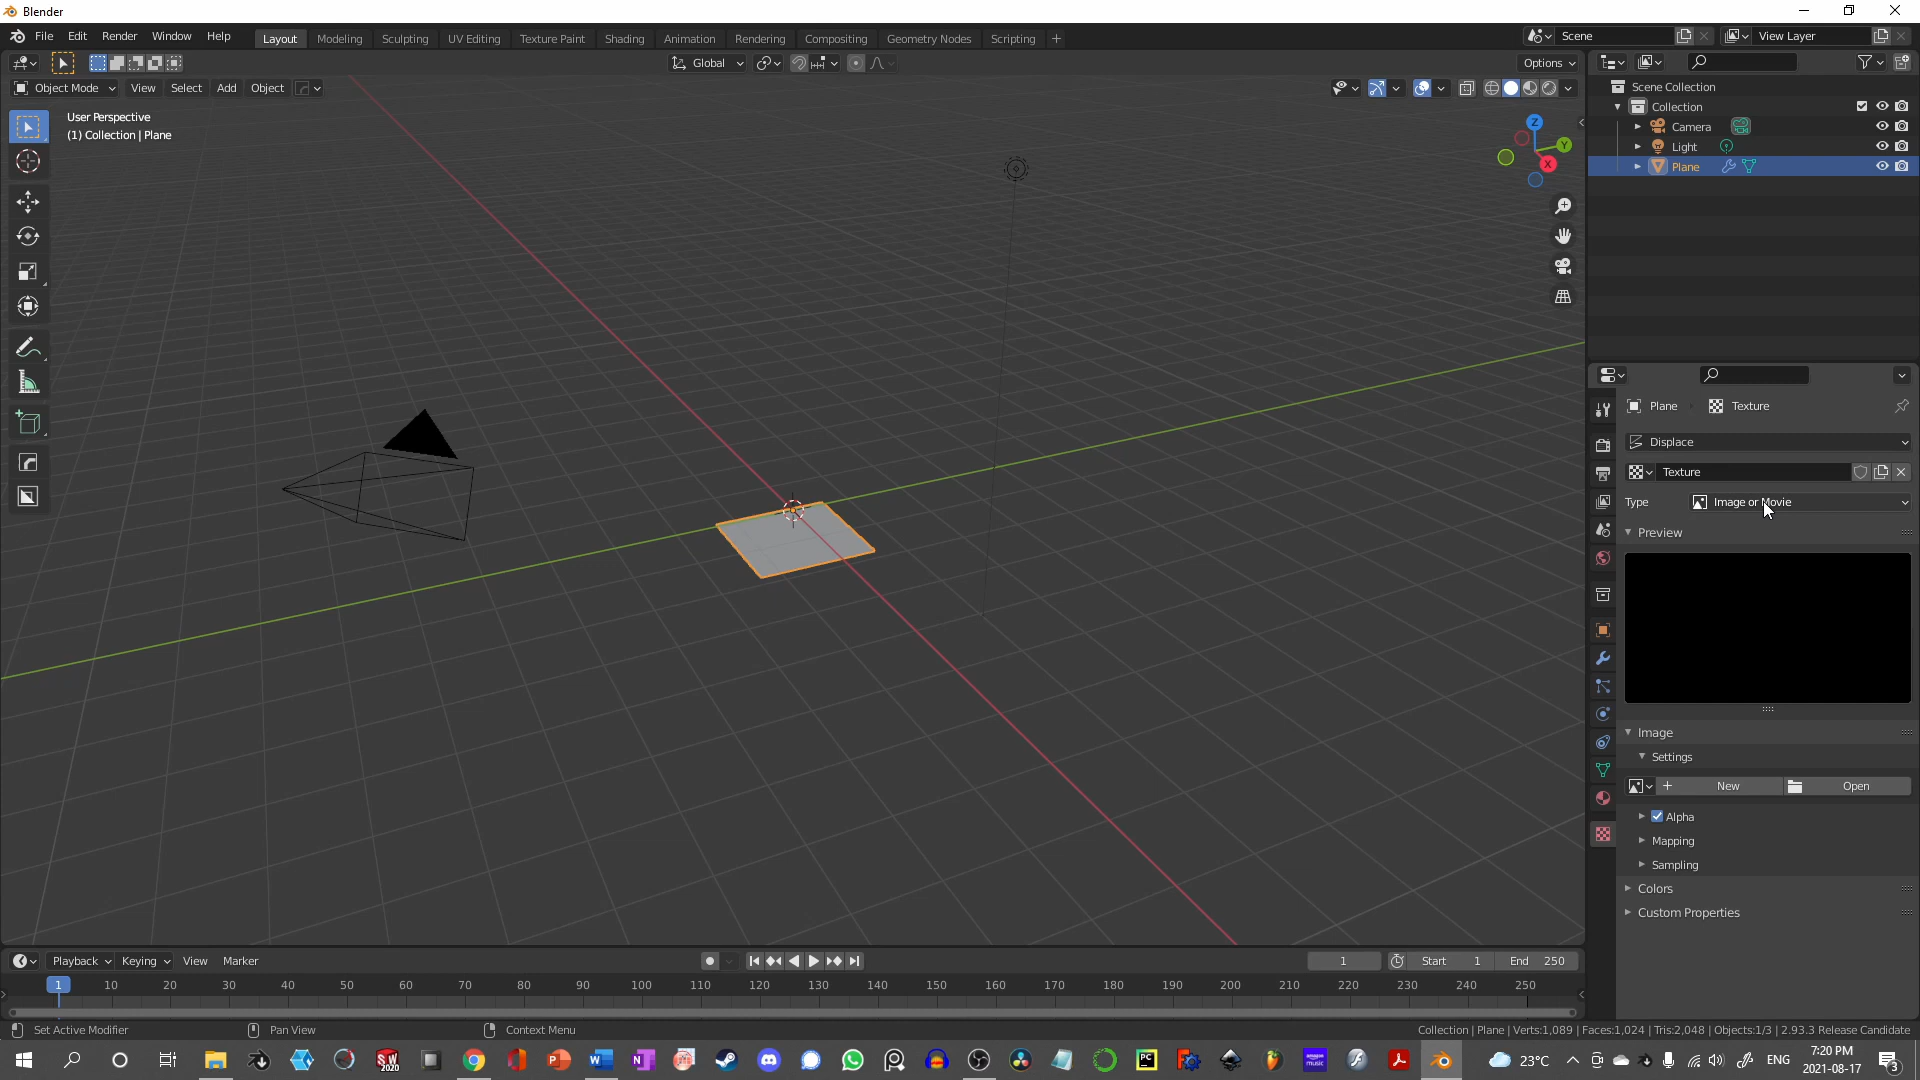 Blender
File Edit Render Window Help Layout Modeling Sculpting UV Editing Texture Paint Shading Animation Rendering Compositing Geometry Nodes Scripting + Scene View Layer
Global Options
Object Mode View Select Add Object
User Perspective
(1) Collection | Plane
Z
Y
X
Scene Collection
Collection
Camera
Light
Plane
Plane Texture
Displace
Texture
Type Image or Movie
Preview
Image
Settings
New Open
Alpha
Mapping
Sampling
Colors
Custom Properties
Playback Keying View Marker 1 Start 1 End 250
1 10 20 30 40 50 60 70 80 90 100 110 120 130 140 150 160 170 180 190 200 210 220 230 240 250
Set Active Modifier Pan View Context Menu Collection | Plane | Verts:1,089 | Faces:1,024 | Tris:2,048 | Objects:1/3 | 2.93.3 Release Candidate
23°C ENG 7:20 PM
2021-08-17
3